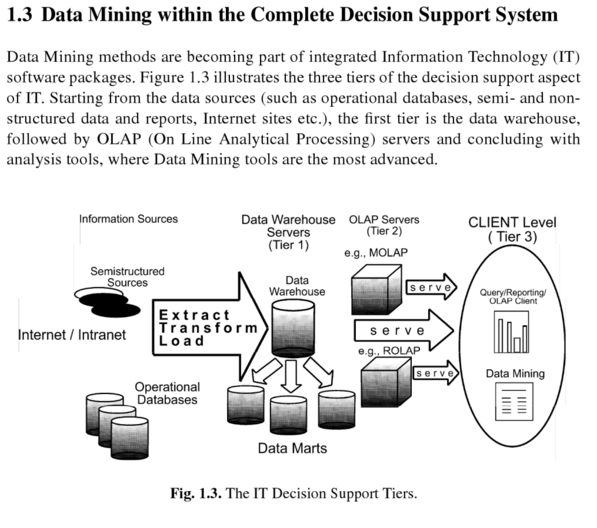 1.3 Data Mining within the Complete Decision Support System
Data Mining methods are becoming part of integrated Information Technology (IT)
software packages. Figure 1.3 illustrates the three tiers of the decision support aspect
of IT. Starting from the data sources (such as operational databases, semi- and non-
structured data and reports, Internet sites etc.), the first tier is the data warehouse,
followed by OLAP (On Line Analytical Processing) servers and concluding with
analysis tools, where Data Mining tools are the most advanced.
Information Sources
Data Warehouse
Servers
(Tier 1)
OLAP Servers
(Tier 2)
CLIENT Level
( Tier 3)
e.g., MOLAP
Semistructured
Sources
Data
Warehouse
serve
Query/Reporting/
OLAP Client
Extract
Transform
Load
Internet / Intranet
serve
e.g., ROLAP
serve
Data Mining
Operational
Databases
Data Marts
Fig. 1.3. The IT Decision Support Tiers.